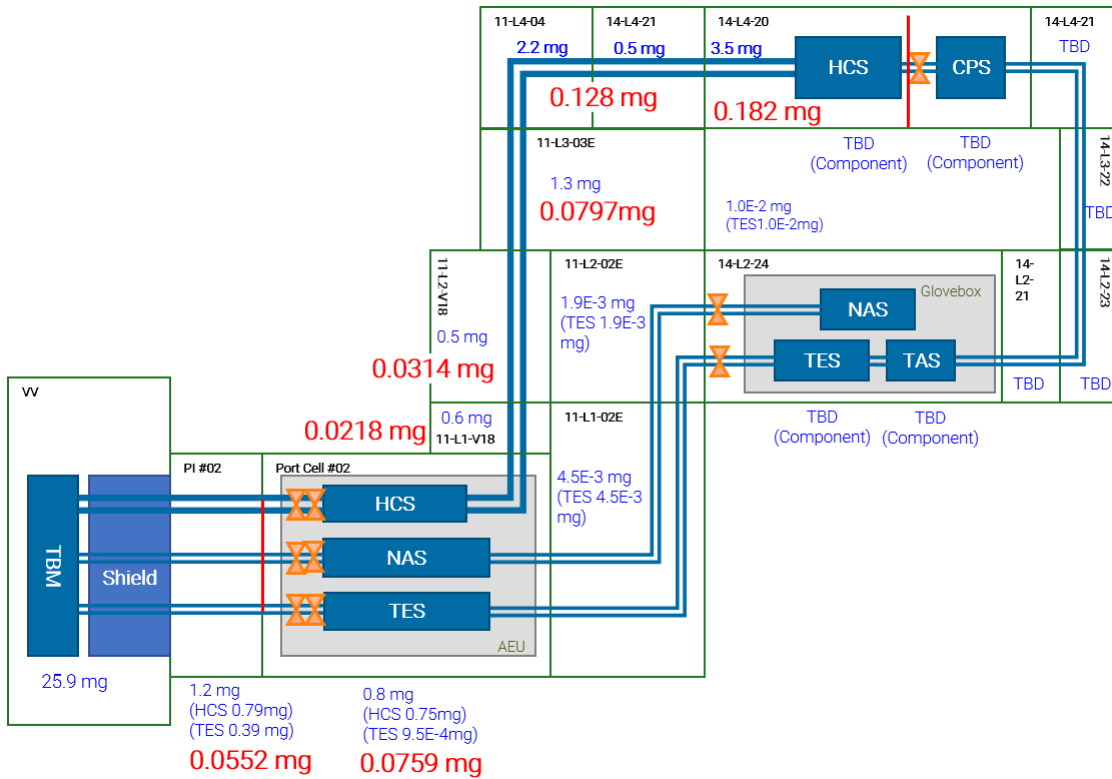 11-L4-04
14-L4-21
14-L4-20
14-L4-21
2.2 mg
0.5 mg
3.5 mg
TBD
HCS
CPS
0.128 mg
0.182 mg
11-L3-03E
TBD
(Component)
TBD
(Component)
14-L3-22
1.3 mg
0.0797mg
1.0E-2 mg
(TES1.0E-2mg)
TBD
11-L2-V18
11-L2-02E
14-L2-24
14-
L2-
21
14-L2-23
Glovebox
1.9E-3 mg
(TES 1.9E-3
mg)
NAS
0.5 mg
TES
TAS
0.0314 mg
TBD
TBD
VV
0.6 mg
11-L1-V18
11-L1-02E
TBD
(Component)
TBD
(Component)
0.0218 mg
PI #02
Port Cell #02
4.5E-3 mg
(TES 4.5E-3
mg)
HCS
TBM
Shield
NAS
TES
AEU
25.9 mg
1.2 mg
(HCS 0.79mg)
(TES 0.39 mg)
0.0552 mg
0.8 mg
(HCS 0.75mg)
(TES 9.5E-4mg)
0.0759 mg